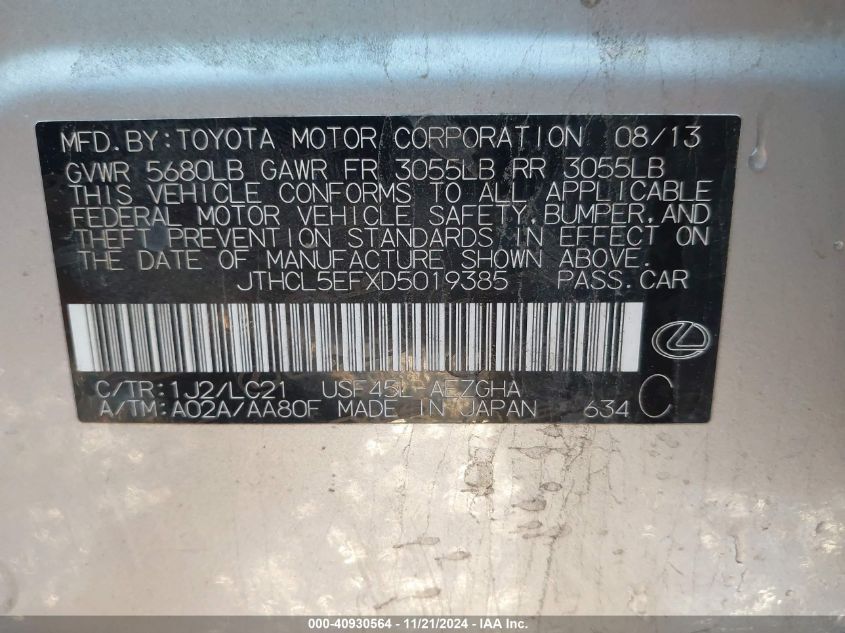 MFD.BY:TOYOTA MOTOR CORPORATION 08/13
GVWR 5680LB GAWR FR 3055LB RR 3055LB
THIS VEHICLE CONFORMS TO ALL APPLICABLE
FEDERAL MOTOR VEHICLE SAFETY,BUMPER,AND
THEFT PREVENTION STANDARDS IN EFFECT ON
THE DATE OF MANUFACTURE SHOWN ABOVE.
JTHCL5EFXD5019385 PASS.CAR
C/TR:1J2/LC21 USF45L-AEZGHA
A/TM:A02A/AA80F MADE IN JAPAN 634 C
000-40930564 - 11/21/2024 - IAAI Inc.